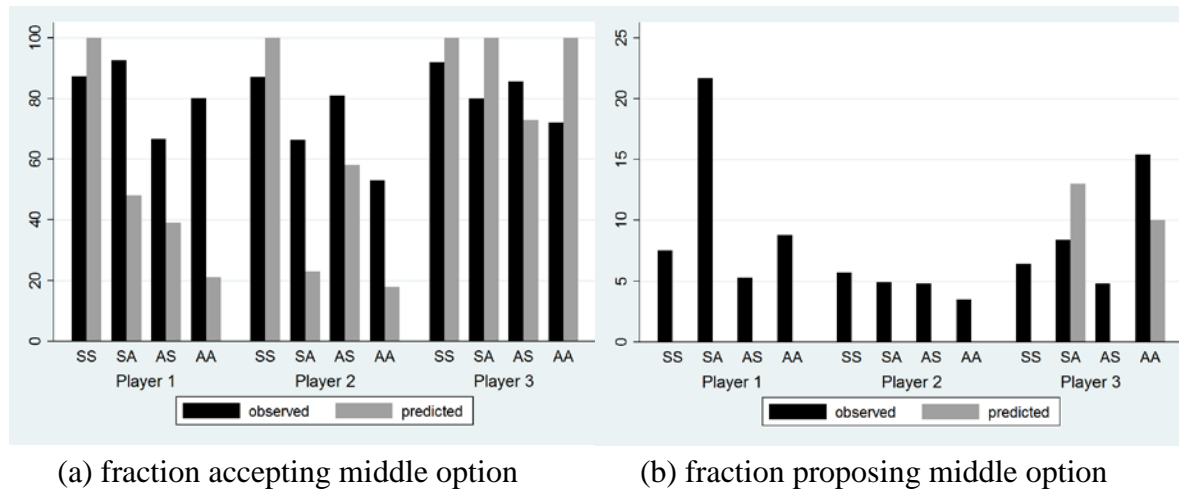 100
80
60
40
20
0
SS SA AS AA SS SA AS AA SS SA AS AA
Player 1 Player 2 Player 3
observed predicted
(a) fraction accepting middle option
25
20
15
10
5
0
SS SA AS AA SS SA AS AA SS SA AS AA
Player 1 Player 2 Player 3
observed predicted
(b) fraction proposing middle option